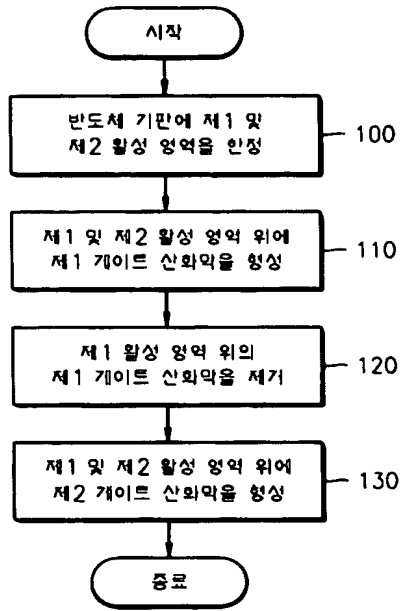 시작
반도체 기판에 제1 및
제2 활성 영역을 한정
100
제1 및 제2 활성 영역 위에
제1 게이트 산화막을 형성
110
제1 활성 영역 위의
제1 게이트 산화막을 제거
120
제1 및 제2 활성 영역 위에
제2 게이트 산화막을 형성
130
종료